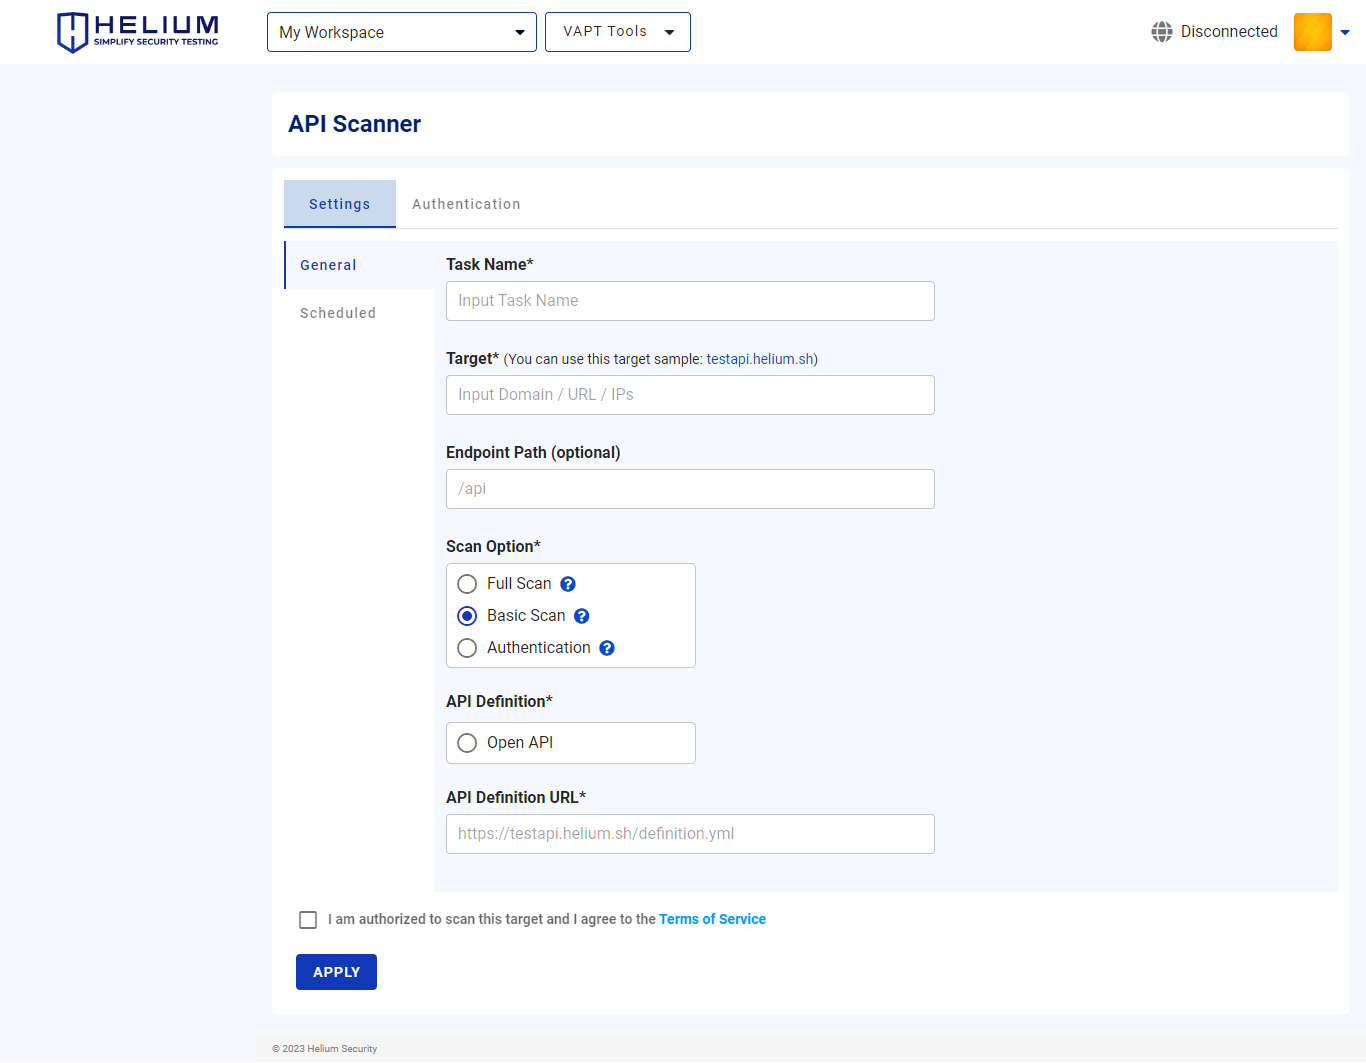 HELIUM
SIMPLIFY SECURITY TESTING
My Workspace
VAPT Tools
Disconnected
API Scanner
Settings
Authentication
General
Scheduled
Task Name*
Input Task Name
Target* (You can use this target sample: testapi.helium.sh)
Input Domain / URL / IPs
Endpoint Path (optional)
/api
Scan Option*
Full Scan ?
Basic Scan ?
Authentication ?
API Definition*
Open API
API Definition URL*
https://testapi.helium.sh/definition.yml
I am authorized to scan this target and I agree to the Terms of Service
APPLY
© 2023 Helium Security